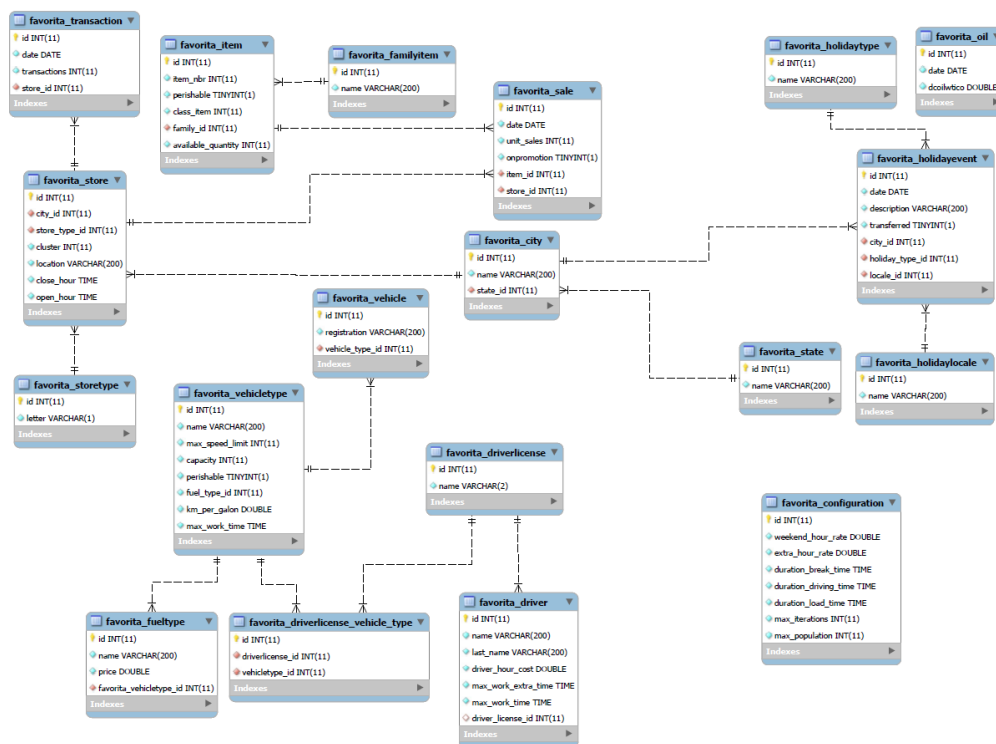 favorita_transaction
id INT(11)
date DATE
transactions INT(11)
store_id INT(11)
Indexes
favorita_item
id INT(11)
item_nbr INT(11)
perishable TINYINT(1)
class_item INT(11)
family_id INT(11)
available_quantity INT(11)
Indexes
favorita_familyitem
id INT(11)
name VARCHAR(200)
Indexes
favorita_sale
id INT(11)
date DATE
unit_sales INT(11)
onpromotion TINYINT(1)
item_id INT(11)
store_id INT(11)
Indexes
favorita_holidaytype
id INT(11)
name VARCHAR(200)
Indexes
favorita_oil
id INT(11)
date DATE
dcoilwtico DOUBLE
Indexes
favorita_store
id INT(11)
city_id INT(11)
store_type_id INT(11)
cluster INT(11)
location VARCHAR(200)
close_hour TIME
open_hour TIME
Indexes
favorita_holidayevent
id INT(11)
date DATE
description VARCHAR(200)
transferred TINYINT(1)
city_id INT(11)
holiday_type_id INT(11)
locale_id INT(11)
Indexes
favorita_city
id INT(11)
name VARCHAR(200)
state_id INT(11)
Indexes
favorita_vehicle
id INT(11)
registration VARCHAR(200)
vehicle_type_id INT(11)
Indexes
favorita_state
id INT(11)
name VARCHAR(200)
Indexes
favorita_holidaylocale
id INT(11)
name VARCHAR(200)
Indexes
favorita_storetype
id INT(11)
letter VARCHAR(1)
Indexes
favorita_vehicletype
id INT(11)
name VARCHAR(200)
max_speed_limit INT(11)
capacity INT(11)
perishable TINYINT(1)
fuel_type_id INT(11)
km_per_galon DOUBLE
max_work_time TIME
Indexes
favorita_driverlicense
id INT(11)
name VARCHAR(2)
Indexes
favorita_configuration
id INT(11)
weekend_hour_rate DOUBLE
extra_hour_rate DOUBLE
duration_break_time TIME
duration_driving_time TIME
duration_load_time TIME
max_iterations INT(11)
max_population INT(11)
Indexes
favorita_fueltype
id INT(11)
name VARCHAR(200)
price DOUBLE
favorita_vehicletype_id INT(11)
Indexes
favorita_driverlicense_vehicle_type
id INT(11)
driverlicense_id INT(11)
vehicletype_id INT(11)
Indexes
favorita_driver
id INT(11)
name VARCHAR(200)
last_name VARCHAR(200)
driver_hour_cost DOUBLE
max_work_extra_time TIME
max_work_time TIME
driver_license_id INT(11)
Indexes